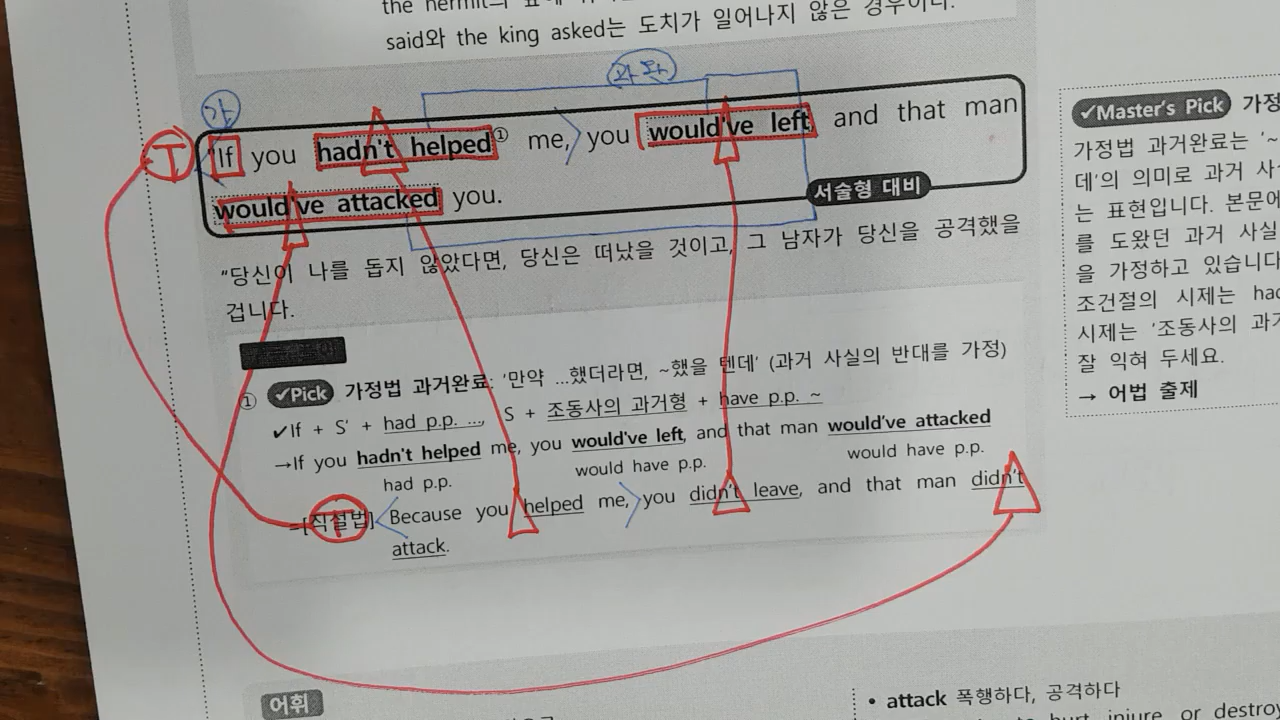 the hermit의
said와 the king asked는 도치가 일어나지 않은 경우이다.
가
과 완
T
If you hadn't helped① me, you would've left and that man
would've attacked you.
서술형 대비
“당신이 나를 돕지 않았다면, 당신은 떠났을 것이고, 그 남자가 당신을 공격했을
겁니다.
① ✓Pick 가정법 과거완료: '만약 …했더라면, ~했을 텐데' (과거 사실의 반대를 가정)
✓If + S' + had p.p. …, S + 조동사의 과거형 + have p.p. ~
→If you hadn't helped me, you would've left, and that man would've attacked
had p.p. would have p.p. would have p.p.
=[직설법] Because you helped me, you didn't leave, and that man didn't
T
attack.
✓Master's Pick 가정
가정법 과거완료는 '~
데'의 의미로 과거 사
는 표현입니다. 본문에
를 도왔던 과거 사실
을 가정하고 있습니다
조건절의 시제는 had
시제는 '조동사의 과거
잘 익혀 두세요.
→ 어법 출제
어휘
• attack 폭행하다, 공격하다
to hurt, injure or destroy